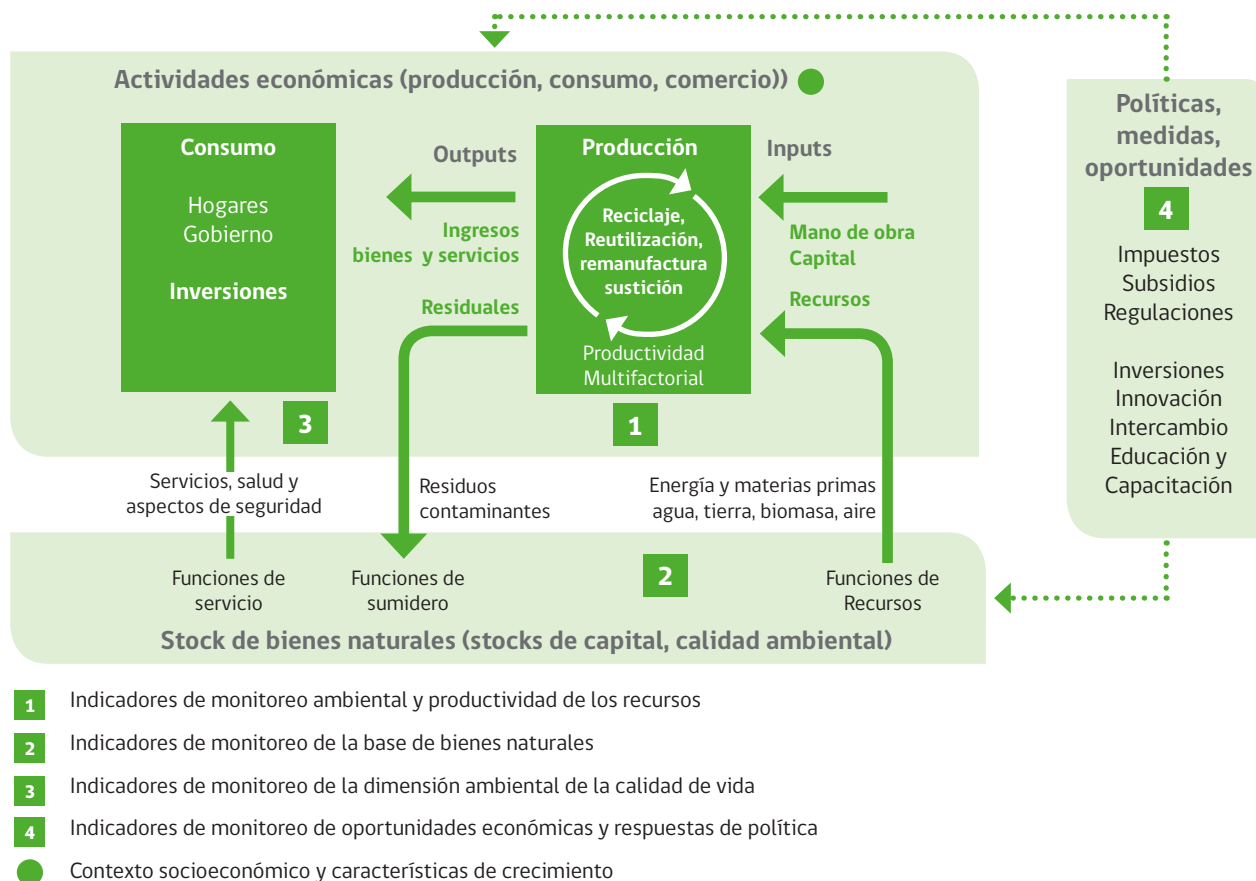 Actividades económicas (producción, consumo, comercio))
Consumo
Hogares
Gobierno
Inversiones
3
Outputs
Ingresos
bienes y servicios
Residuales
Producción
Reciclaje,
Reutilización,
remanufactura
sustición
Productividad
Multifactorial
1
Inputs
Mano de obra
Capital
Recursos
Políticas,
medidas,
oportunidades
4
Impuestos
Subsidios
Regulaciones
Inversiones
Innovación
Intercambio
Educación y
Capacitación
Servicios, salud y
aspectos de seguridad
Residuos
contaminantes
Energía y materias primas
agua, tierra, biomasa, aire
Funciones de
servicio
Funciones de
sumidero
2
Funciones de
Recursos
Stock de bienes naturales (stocks de capital, calidad ambiental)
1 Indicadores de monitoreo ambiental y productividad de los recursos
2 Indicadores de monitoreo de la base de bienes naturales
3 Indicadores de monitoreo de la dimensión ambiental de la calidad de vida
4 Indicadores de monitoreo de oportunidades económicas y respuestas de política
Contexto socioeconómico y características de crecimiento